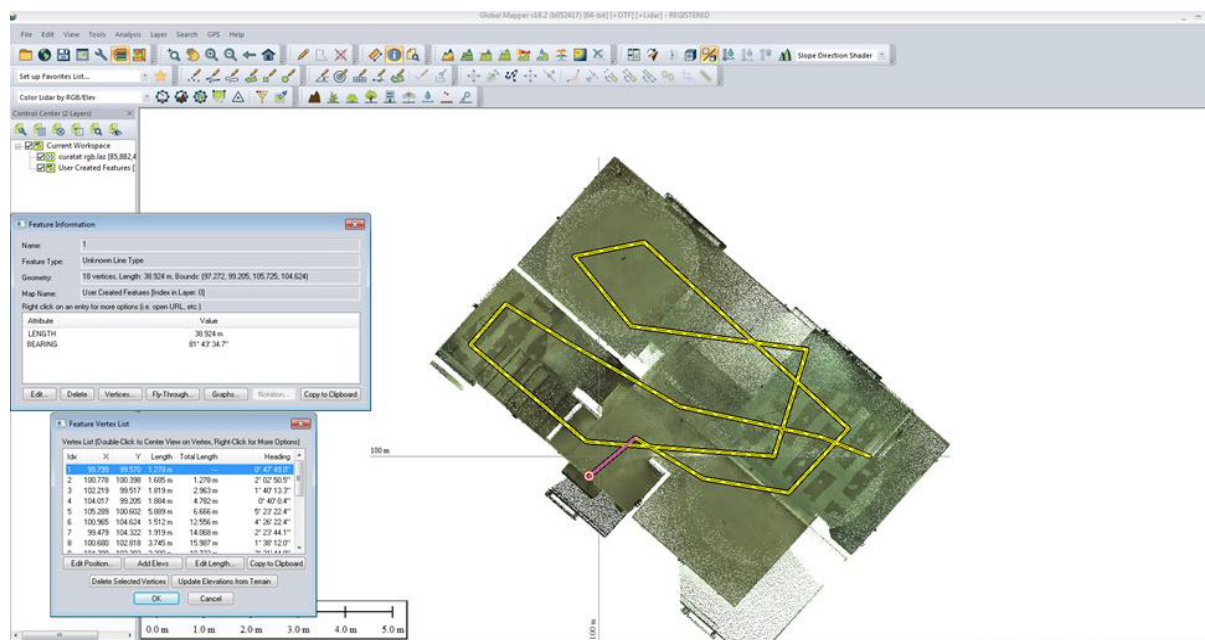 Global Mapper v18.2 (b052417) [64-bit] [+OTF] [+Lidar] - REGISTERED
File Edit View Tools Analysis Layer Search GPS Help
Slope Direction Shader
Set up Favorites List...
Color Lidar by RGB/Elev
Control Center (2 Layers)
Current Workspace
curatat rgb.laz [85,882,4
User Created Features [
Feature Information
Name: 1
Feature Type: Unknown Line Type
Geometry: 18 vertices, Length: 38.924 m, Bounds: (97.272, 99.205, 105.725, 104.624)
Map Name: User Created Features [Index in Layer: 0]
Right click on an entry for more options (i.e. open URL, etc.)
Attribute Value
LENGTH 38.924 m
BEARING 81° 43' 34.7"
Edit... Delete Vertices... Fly-Through... Graphs... Notation... Copy to Clipboard
Feature Vertex List
Vertex List (Double-Click to Center View on Vertex, Right-Click for More Options)
Idx X Y Length Total Length Heading
1 99.799 99.570 1.278 m --- 0° 47' 49.0"
2 100.778 100.398 1.685 m 1.278 m 2° 02' 50.5"
3 102.219 99.517 1.819 m 2.963 m 1° 40' 13.3"
4 104.017 99.205 1.884 m 4.782 m 0° 40' 0.4"
5 105.289 100.602 5.889 m 6.666 m 5° 23' 22.4"
6 100.965 104.624 1.512 m 12.556 m 4° 26' 22.4"
7 99.479 104.322 1.919 m 14.068 m 2° 23' 44.1"
8 100.680 102.818 3.745 m 15.987 m 1° 38' 12.0"
Edit Position... Add Elevs Edit Length... Copy to Clipboard
Delete Selected Vertices Update Elevations from Terrain
OK Cancel
100 m
100 m
0.0 m 1.0 m 2.0 m 3.0 m 4.0 m 5.0 m